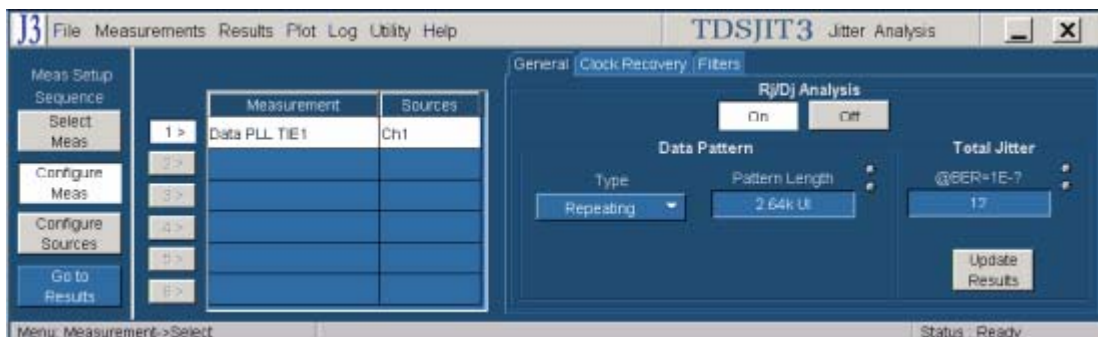 J3 File Measurements Results Plot Log Utility Help TDSJIT3 Jitter Analysis
General Clock Recovery Filters
Meas Setup
Sequence
Select
Meas
Configure
Meas
Configure
Sources
Go to
Results
Measurement Sources
1 > Data PLL TIE1 Ch1
2 >
3 >
4 >
5 >
6 >
Rj/Dj Analysis
On Off
Data Pattern
Type
Repeating
Pattern Length
2.64k UI
Total Jitter
@BER=1E-?
12
Update
Results
Menu: Measurement->Select Status : Ready